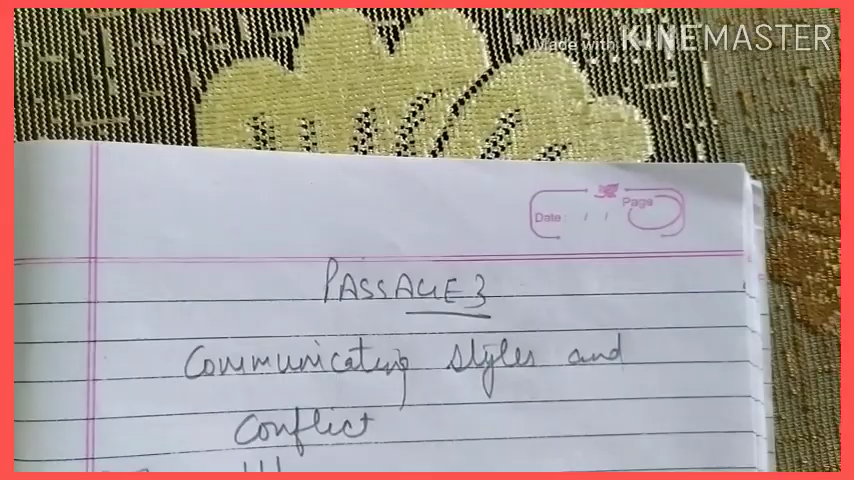 Made with KINEMASTER
Page
Date / /
PASSAGE 3
Communicating styles and
Conflict